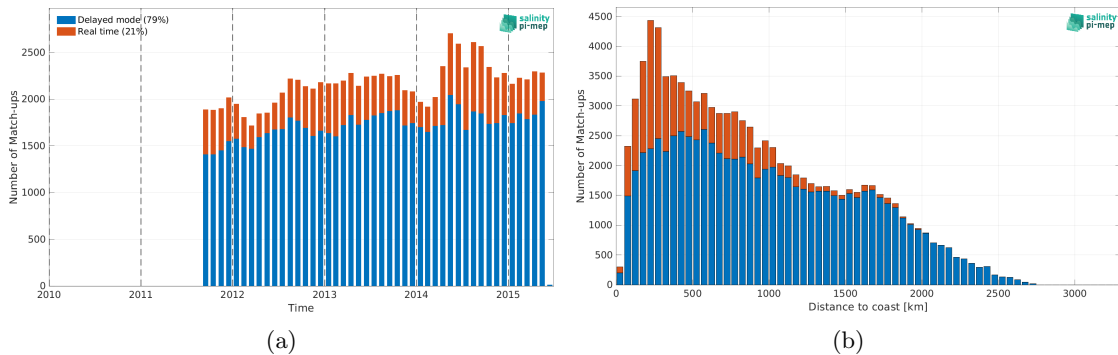 Delayed mode (79%)
Real time (21%)
salinity
pi-mep
Number of Match-ups
2500
2000
1500
1000
500
0
2010
2011
2012
2013
2014
2015
Time
(a)
salinity
pi-mep
Number of Match-ups
4500
4000
3500
3000
2500
2000
1500
1000
500
0
0
500
1000
1500
2000
2500
3000
Distance to coast [km]
(b)